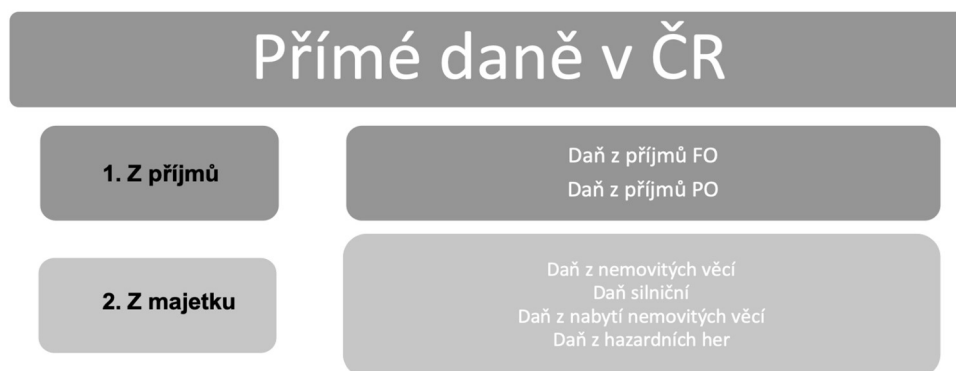 Přímé daně v ČR
1. Z příjmů
Daň z příjmů FO
Daň z příjmů PO
2. Z majetku
Daň z nemovitých věcí
Daň silniční
Daň z nabytí nemovitých věcí
Daň z hazardních her